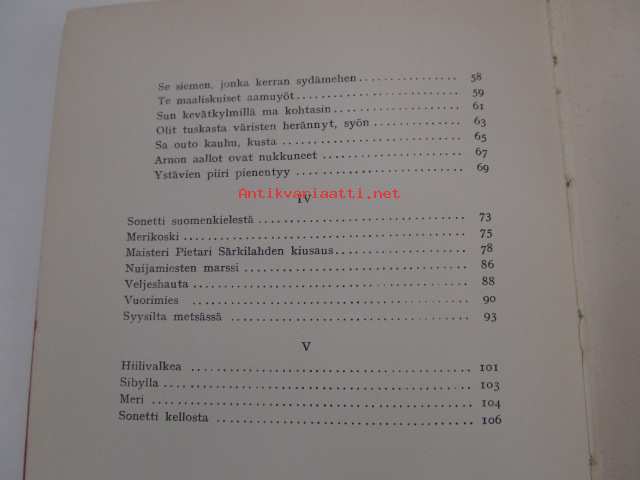 Se siemen, jonka kerran sydämehen .................. 58
Te maaliskuiset aamuyöt .......................... 59
Sun kevätkylmillä ma kohtasin ..................... 61
Olit tuskasta väristen herännyt, syön ................. 63
Sa outo kauhu, kusta ............................ 65
Arnon aallot ovat nukkuneet ...................... 67
Ystävien piiri pienentyy ........................... 69
Antikvariaatti.net
IV
Sonetti suomenkielestä ............................ 73
Merikoski ...................................... 75
Maisteri Pietari Särkilahden kiusaus .................. 78
Nuijamiesten marssi .............................. 86
Veljeshauta ..................................... 88
Vuorimies ...................................... 90
Syysilta metsässä ................................ 93
V
Hiilivalkea ..................................... 101
Sibylla ......................................... 103
Meri .......................................... 104
Sonetti kellosta ................................. 106